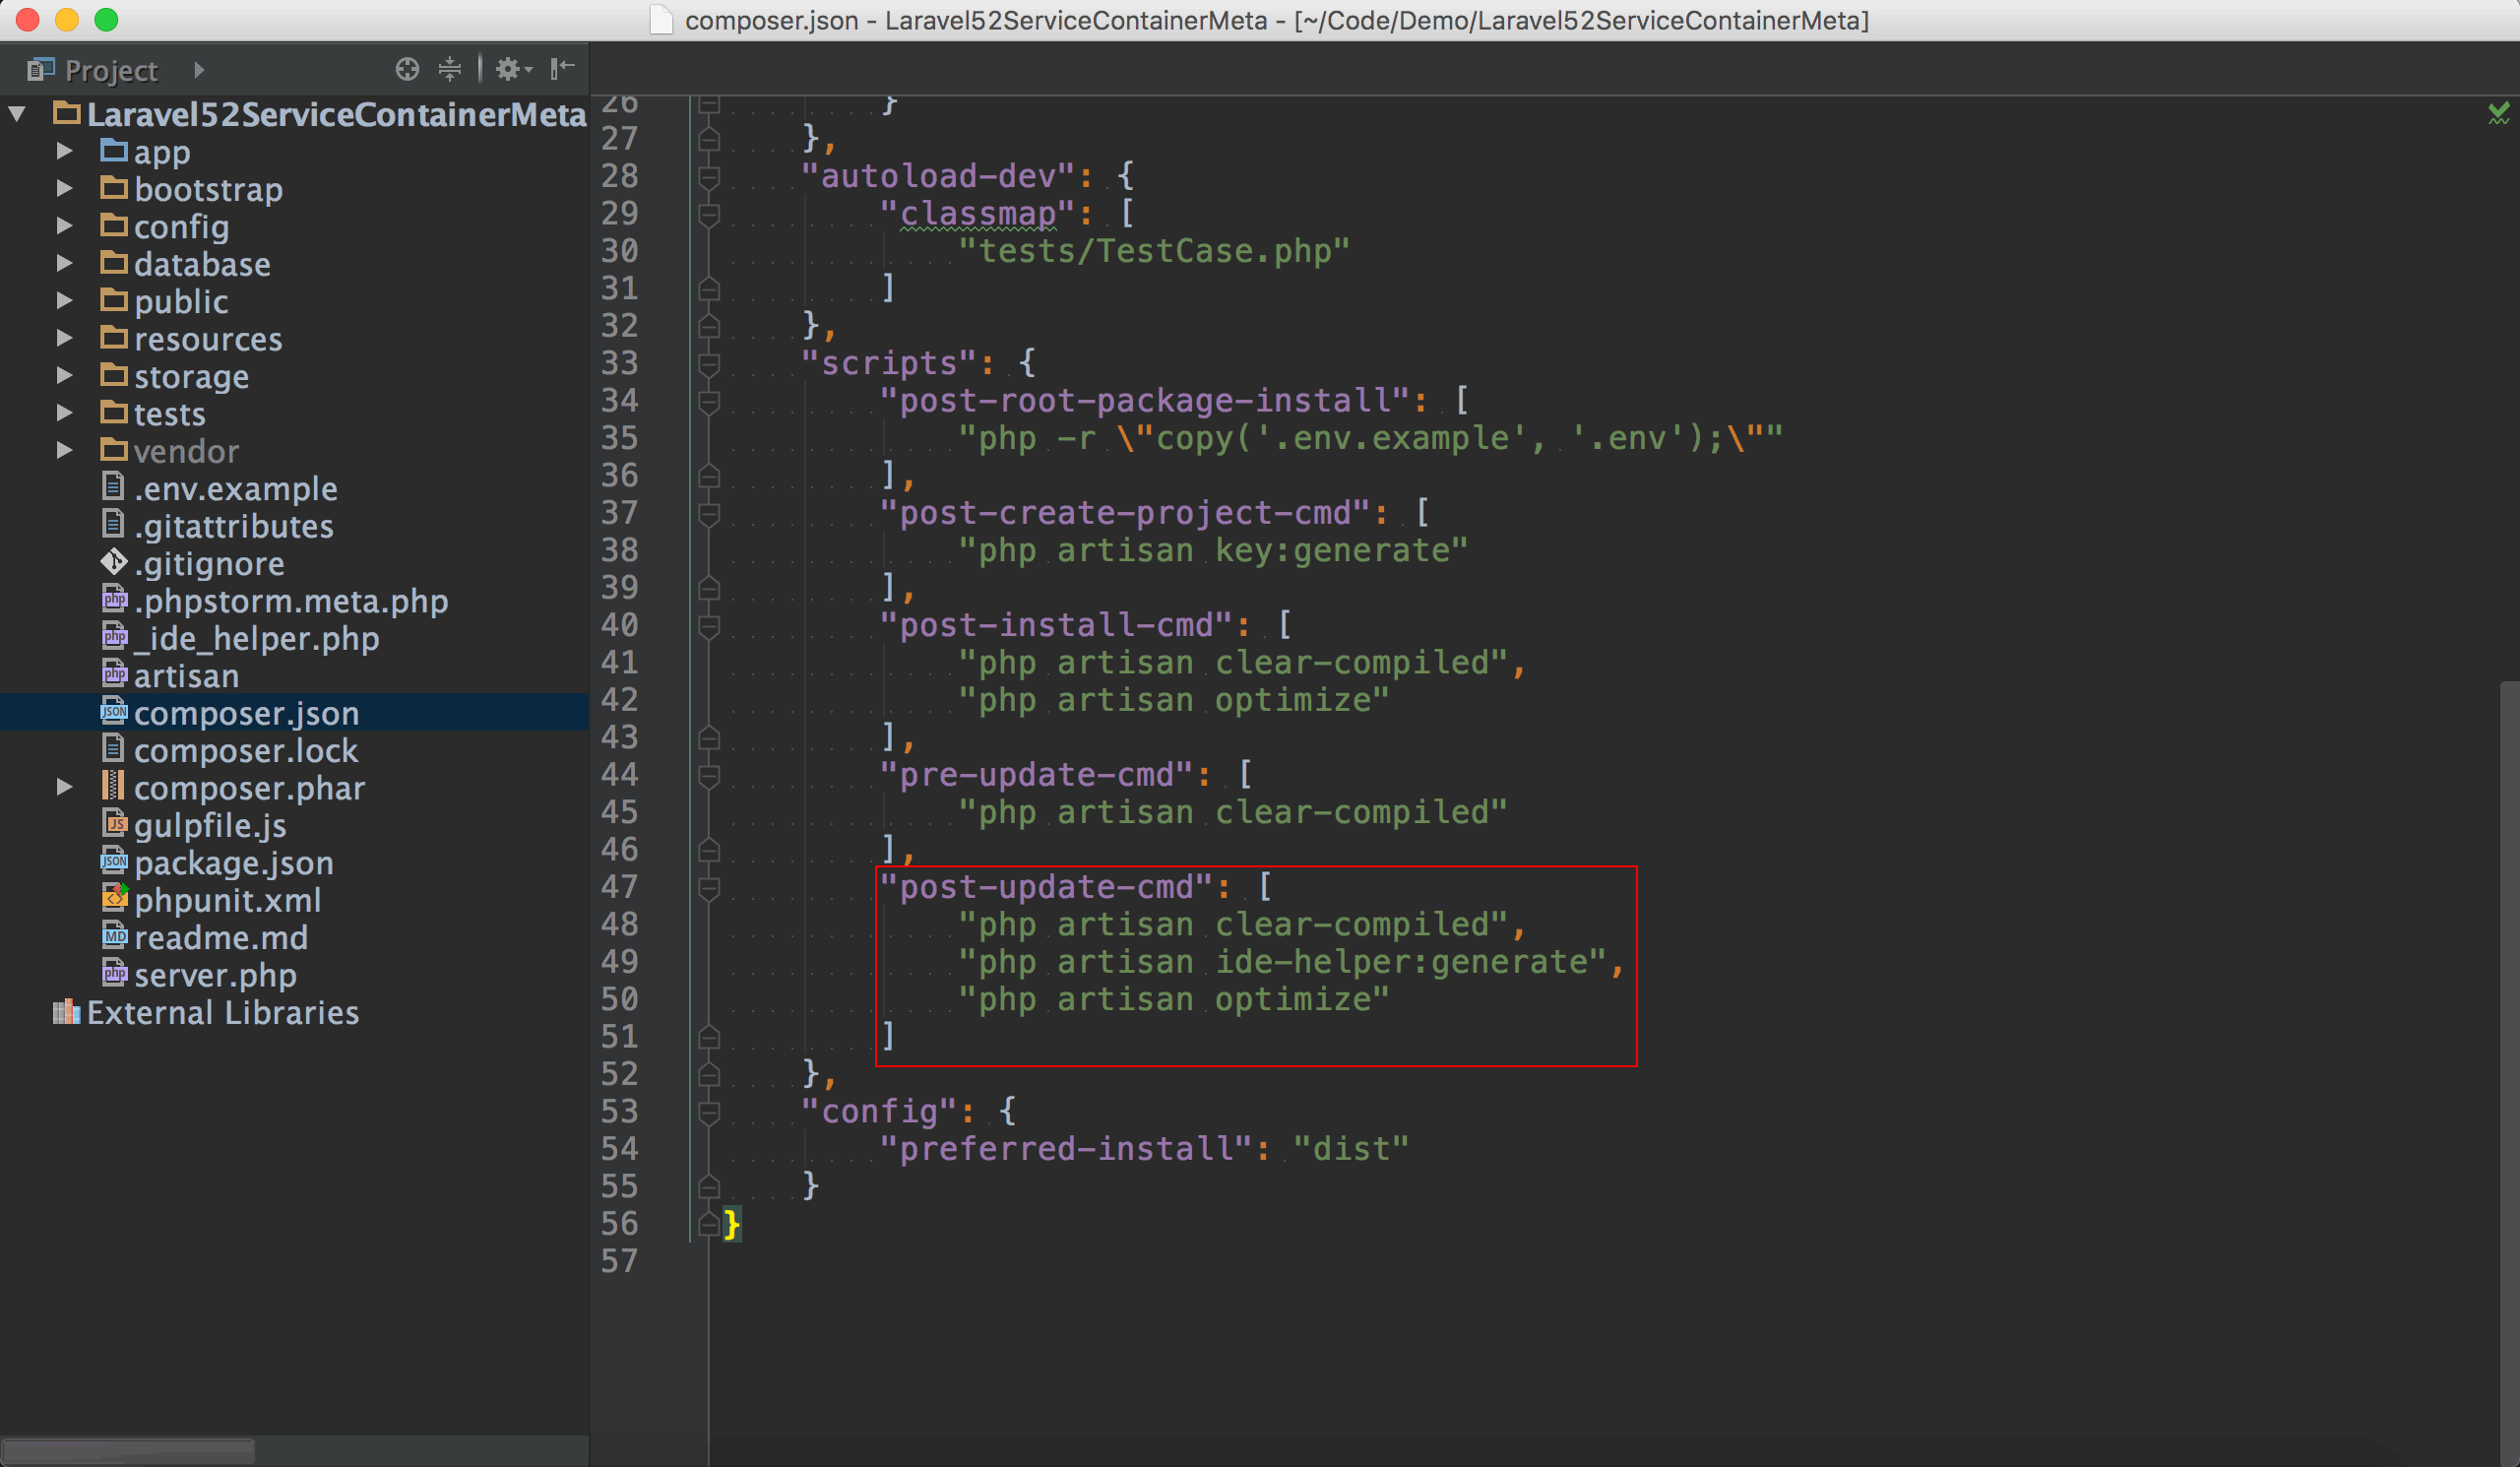 composer.json - Laravel52ServiceContainerMeta - [~/Code/Demo/Laravel52ServiceContainerMeta]
Project
Laravel52ServiceContainerMeta
app
bootstrap
config
database
public
resources
storage
tests
vendor
.env.example
.gitattributes
.gitignore
.phpstorm.meta.php
_ide_helper.php
artisan
composer.json
composer.lock
composer.phar
gulpfile.js
package.json
phpunit.xml
readme.md
server.php
External Libraries
26 }
27 },
28 "autoload-dev": {
29 "classmap": [
30 "tests/TestCase.php"
31 ]
32 },
33 "scripts": {
34 "post-root-package-install": [
35 "php -r \"copy('.env.example', '.env');\""
36 ],
37 "post-create-project-cmd": [
38 "php artisan key:generate"
39 ],
40 "post-install-cmd": [
41 "php artisan clear-compiled",
42 "php artisan optimize"
43 ],
44 "pre-update-cmd": [
45 "php artisan clear-compiled"
46 ],
47 "post-update-cmd": [
48 "php artisan clear-compiled",
49 "php artisan ide-helper:generate",
50 "php artisan optimize"
51 ]
52 },
53 "config": {
54 "preferred-install": "dist"
55 }
56 }
57